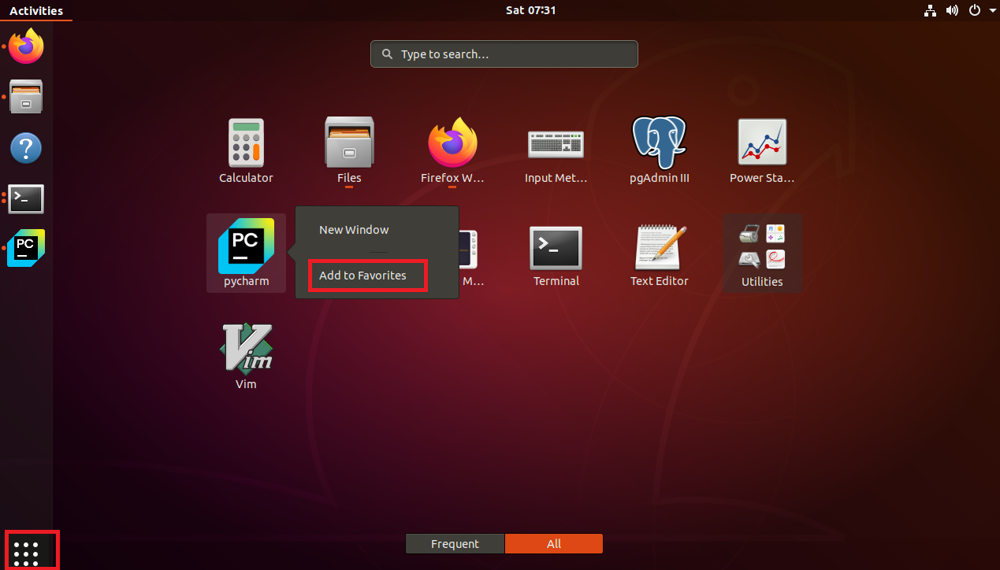 Activities
Sat 07:31
Type to search...
Calculator
Files
Firefox W...
Input Met...
pgAdmin III
Power Sta...
PC
pycharm
New Window
Add to Favorites
M...
>_
Terminal
Text Editor
Utilities
>_
PC
Vim
Vim
Frequent
All